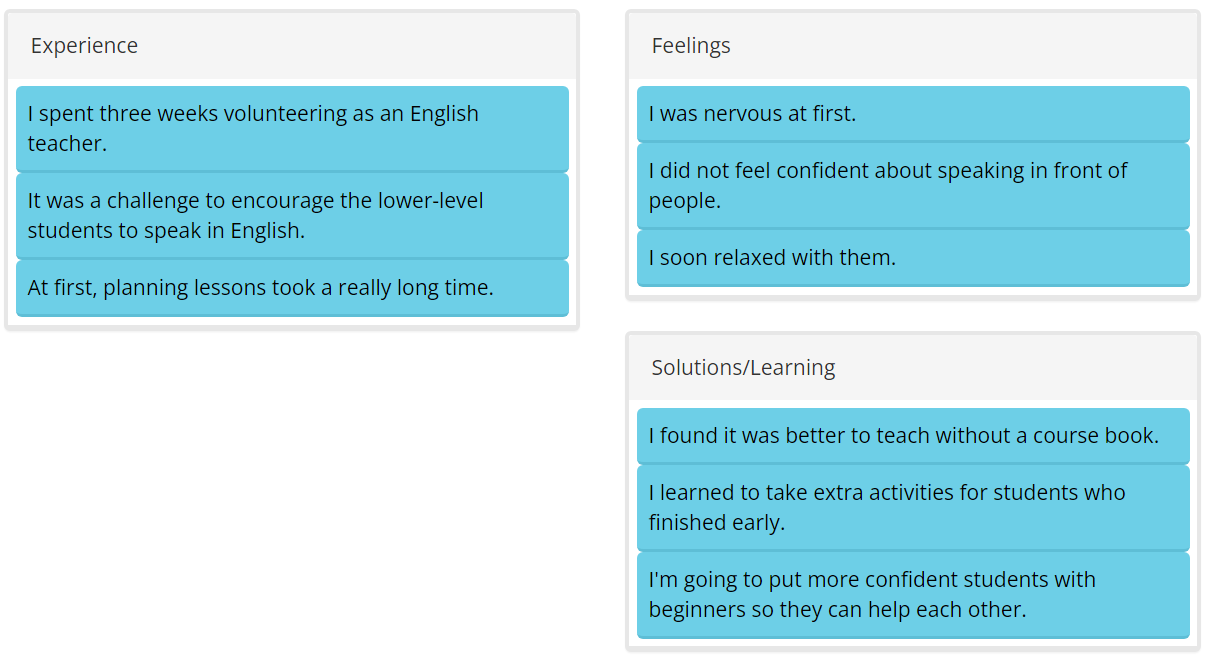 Experience
I spent three weeks volunteering as an English
teacher.
It was a challenge to encourage the lower-level
students to speak in English.
At first, planning lessons took a really long time.
Feelings
I was nervous at first.
I did not feel confident about speaking in front of
people.
I soon relaxed with them.
Solutions/Learning
I found it was better to teach without a course book.
I learned to take extra activities for students who
finished early.
I'm going to put more confident students with
beginners so they can help each other.